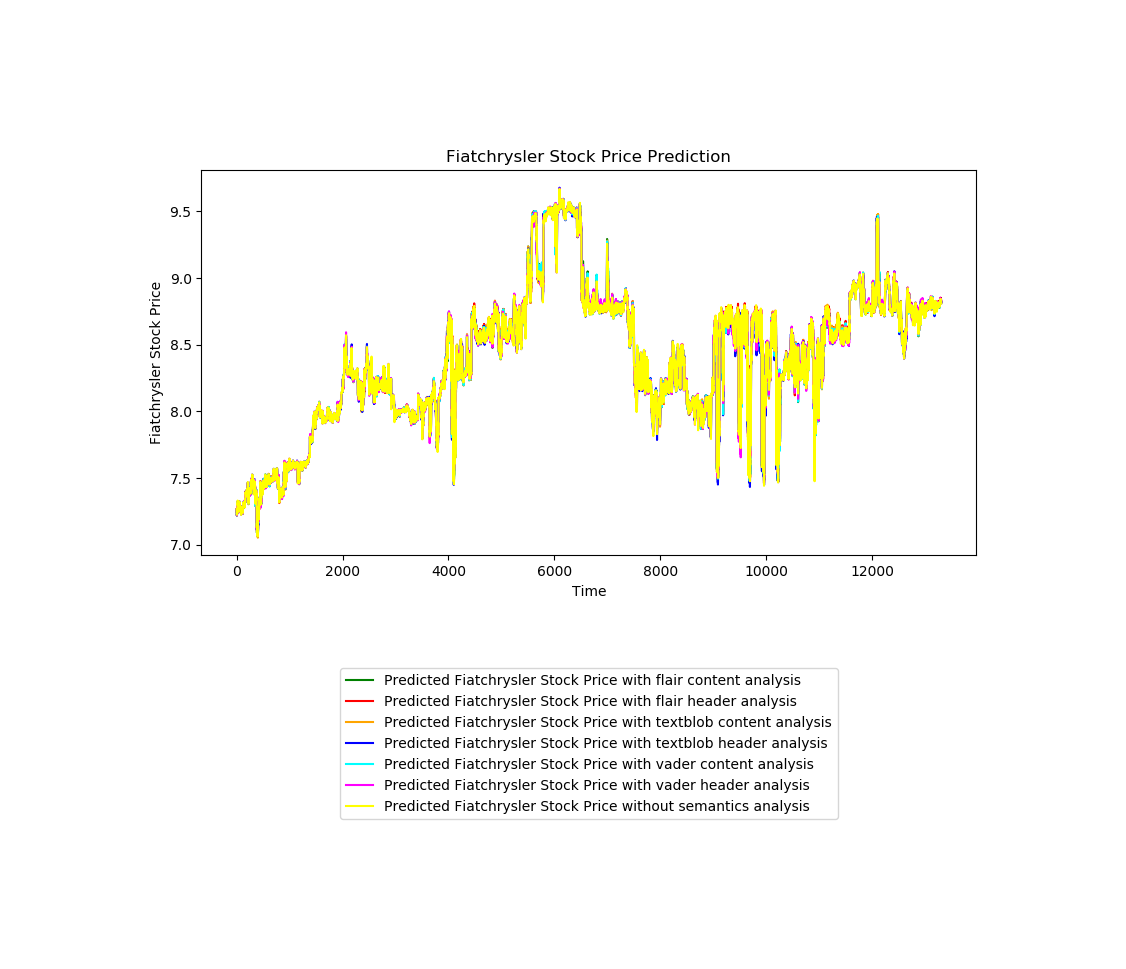 Fiatchrysler Stock Price Prediction
Fiatchrysler Stock Price
9.5
9.0
8.5
8.0
7.5
7.0
0 2000 4000 6000 8000 10000 12000
Time
Predicted Fiatchrysler Stock Price with flair content analysis
Predicted Fiatchrysler Stock Price with flair header analysis
Predicted Fiatchrysler Stock Price with textblob content analysis
Predicted Fiatchrysler Stock Price with textblob header analysis
Predicted Fiatchrysler Stock Price with vader content analysis
Predicted Fiatchrysler Stock Price with vader header analysis
Predicted Fiatchrysler Stock Price without semantics analysis